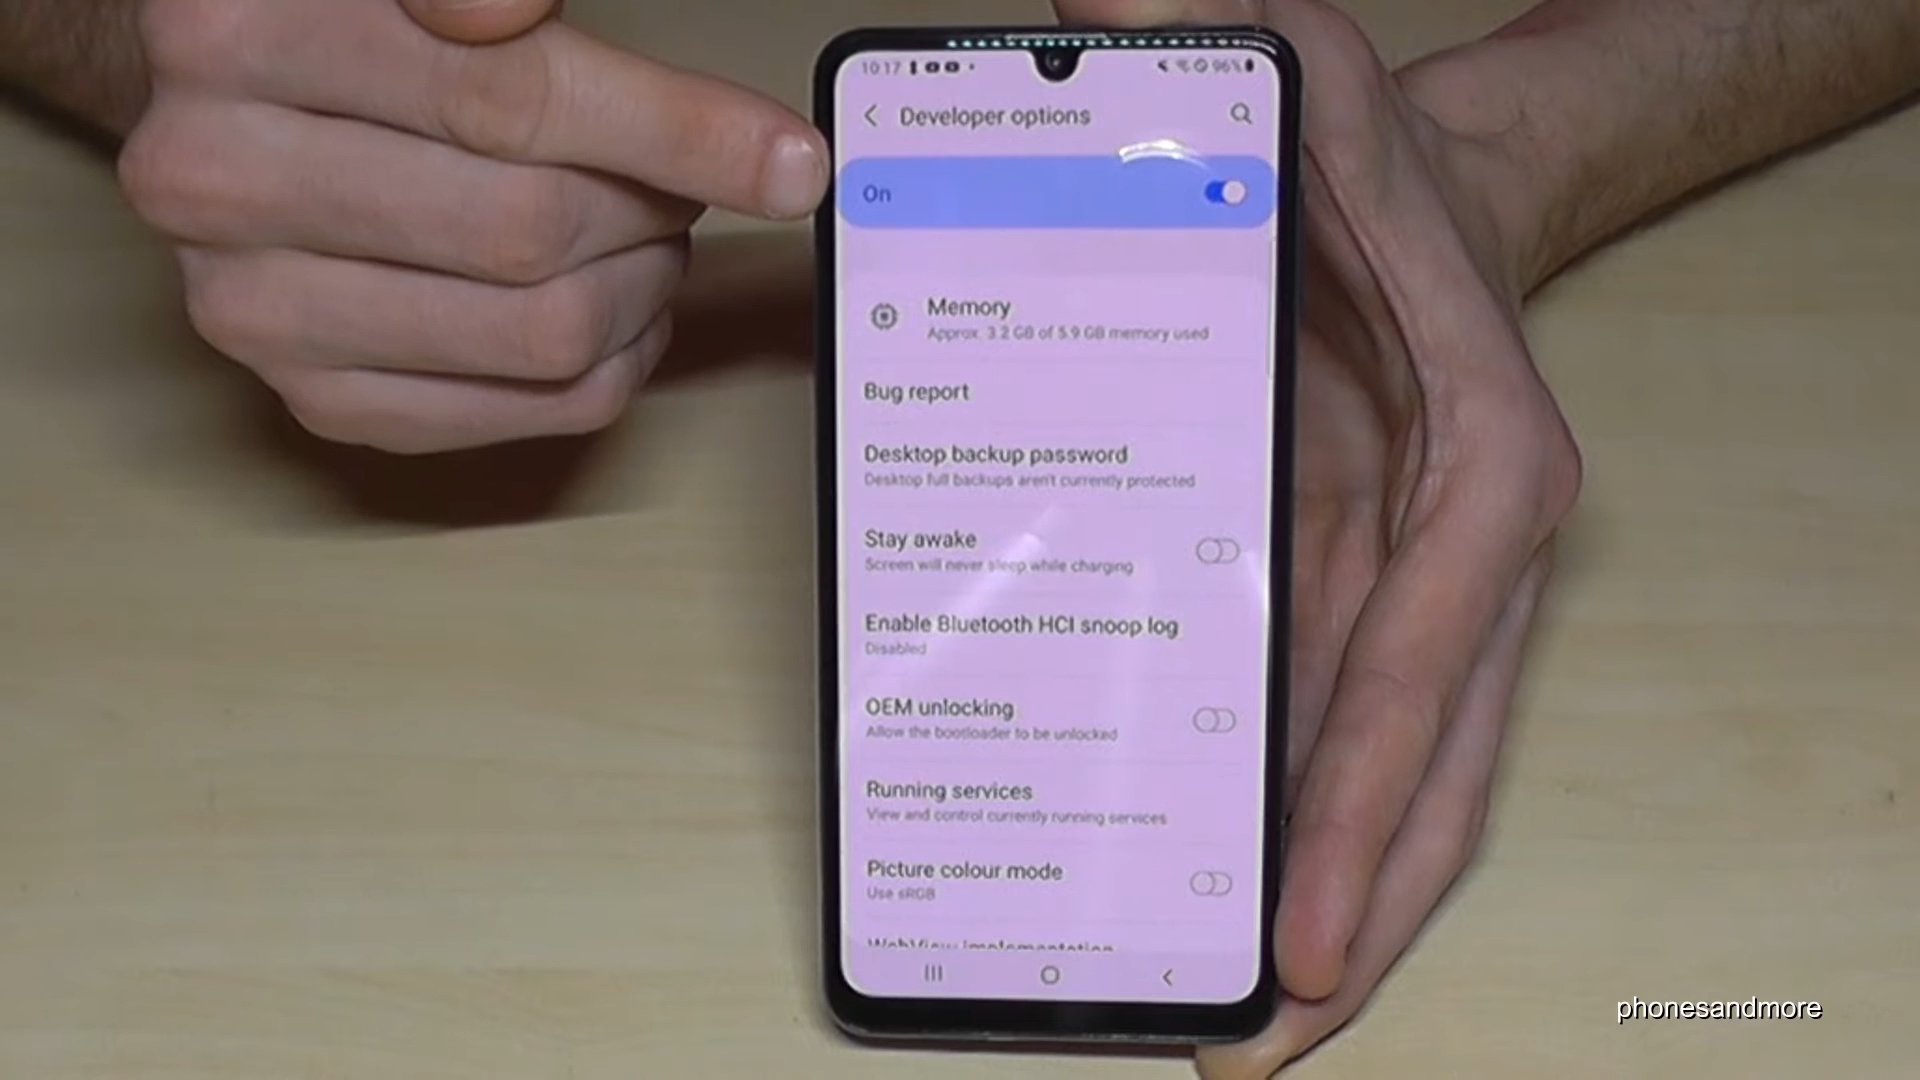 10:17 96%
Developer options
On
Memory
Approx. 3.2 GB of 5.9 GB memory used
Bug report
Desktop backup password
Desktop full backups aren't currently protected
Stay awake
Screen will never sleep while charging
Enable Bluetooth HCI snoop log
Disabled
OEM unlocking
Allow the bootloader to be unlocked
Running services
View and control currently running services
Picture colour mode
Use sRGB
WebView implementation
phonesandmore